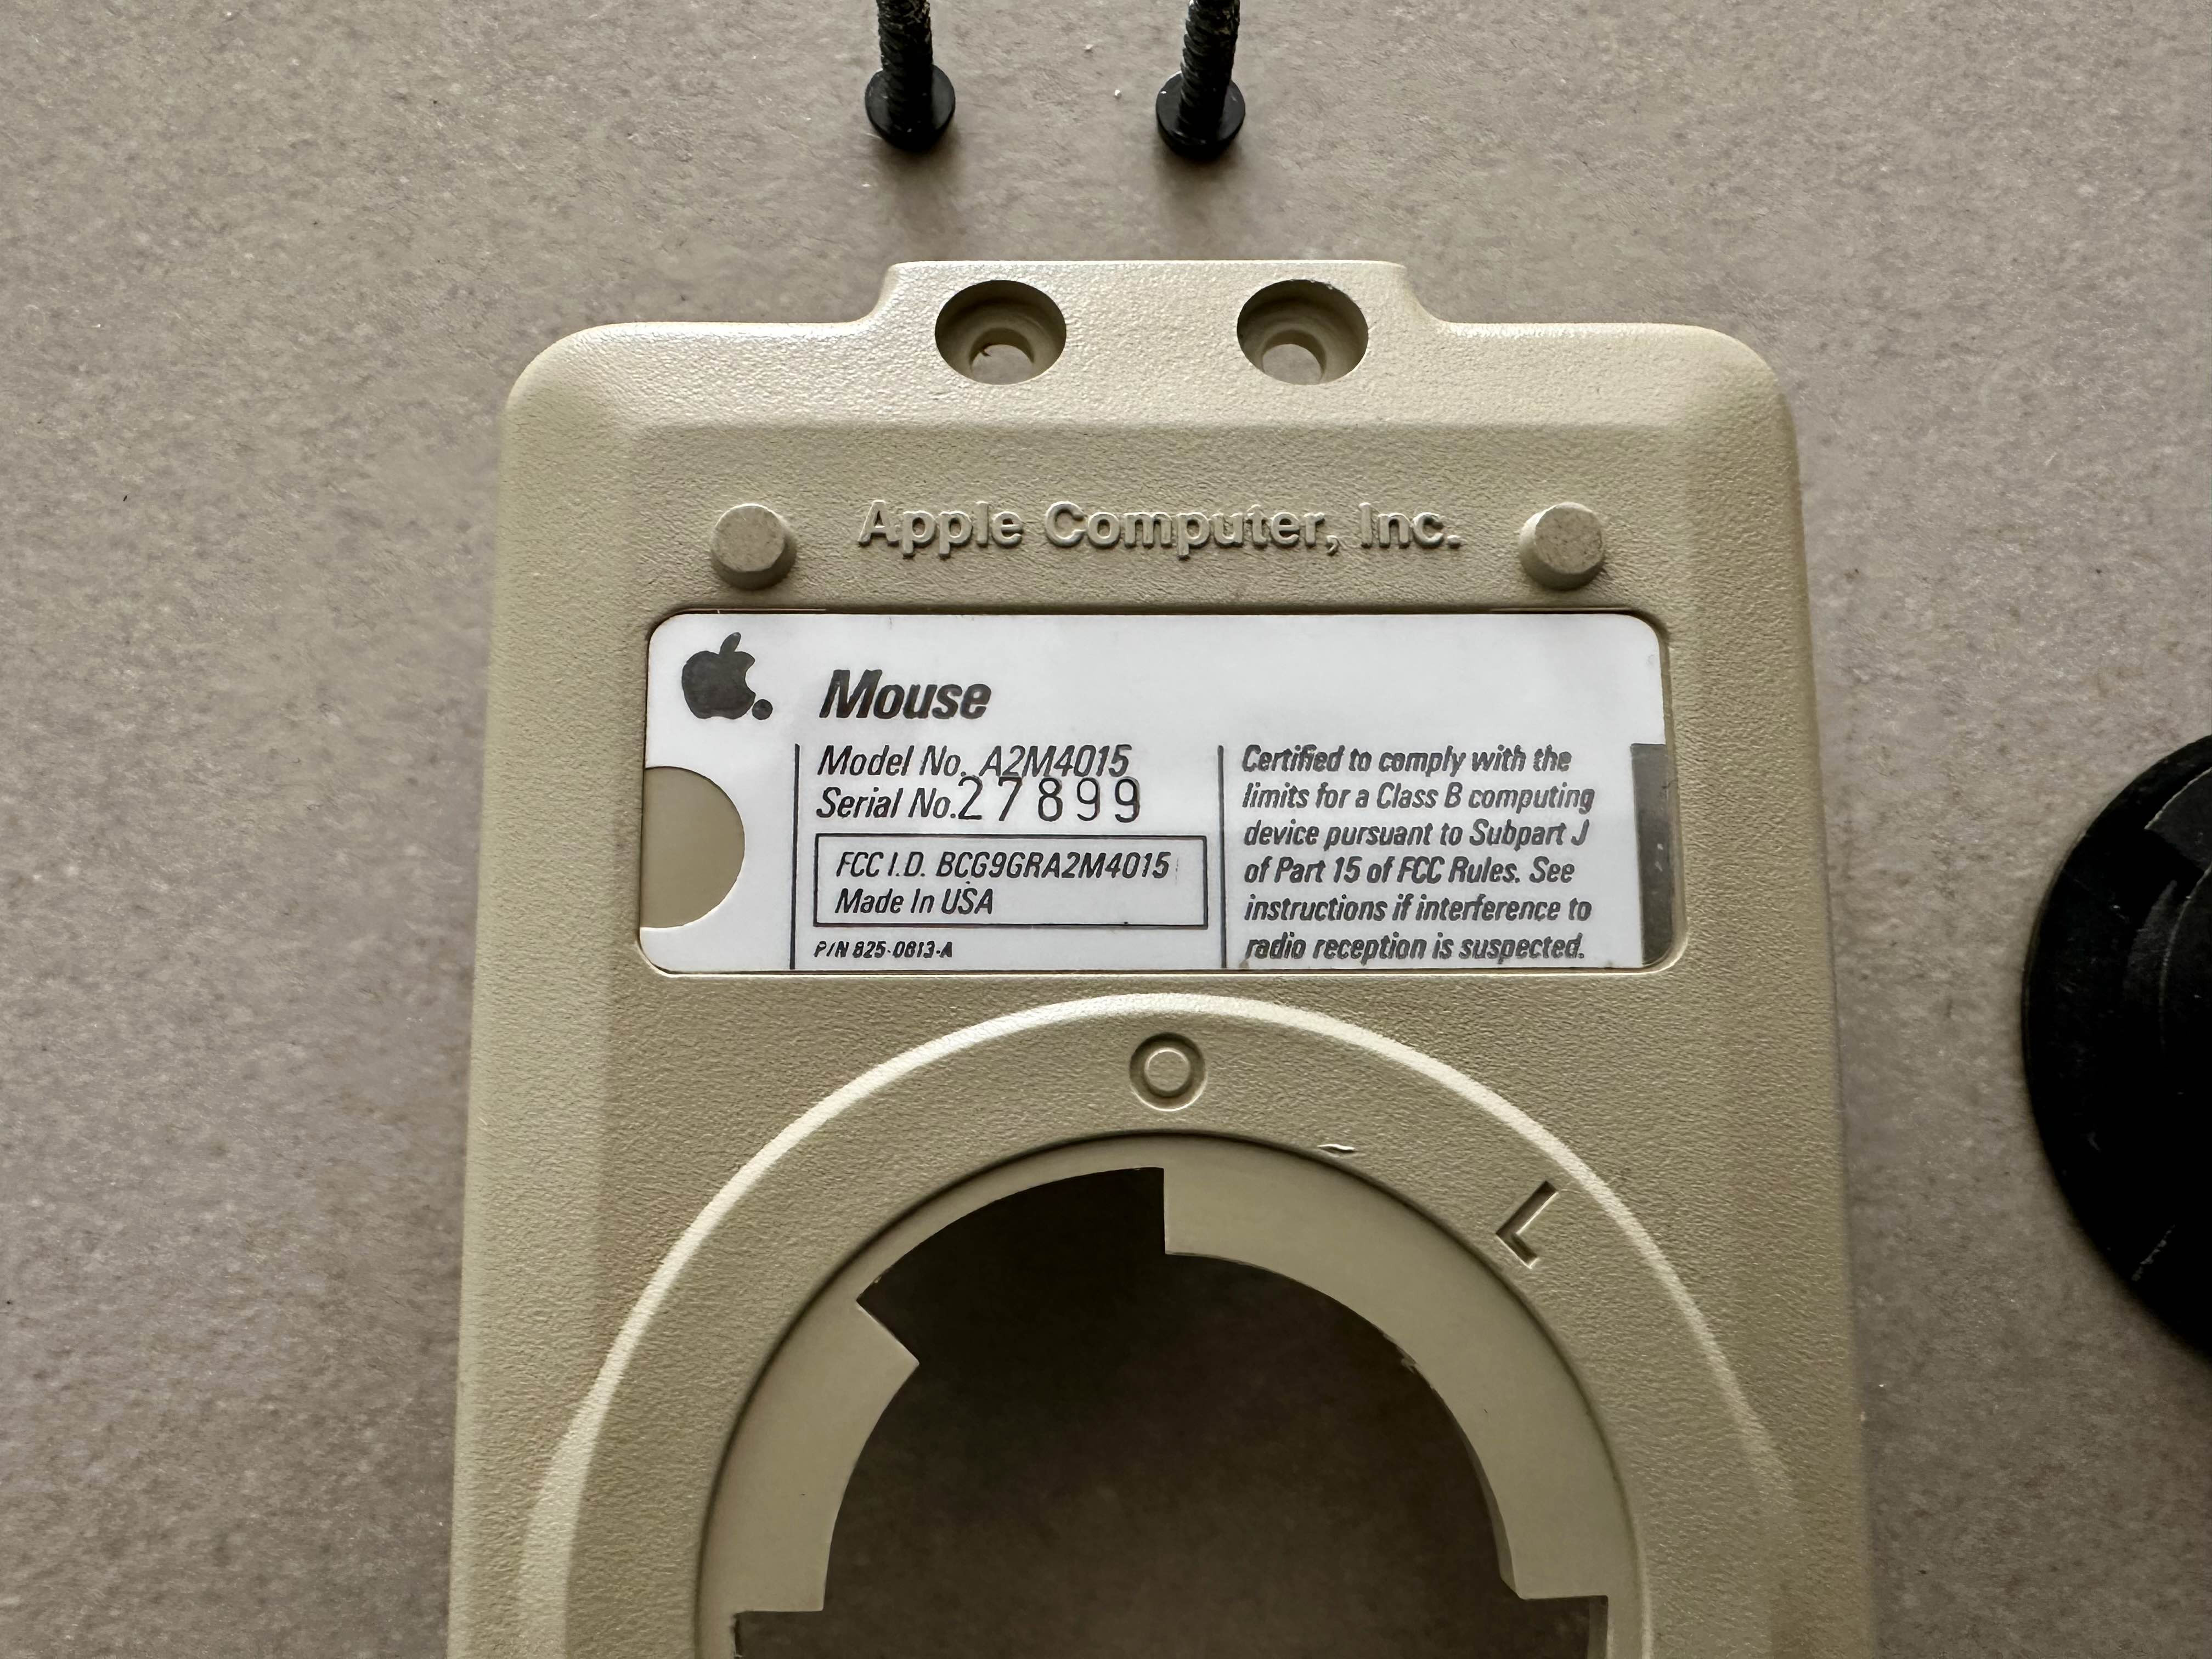 Apple Computer, Inc.
Mouse
Model No. A2M4015
Serial No.27899
FCC I.D. BCG9GRA2M4015
Made In USA
P/N 825-0613-A
Certified to comply with the
limits for a Class B computing
device pursuant to Subpart J
of Part 15 of FCC Rules. See
instructions if interference to
radio reception is suspected.
O
L